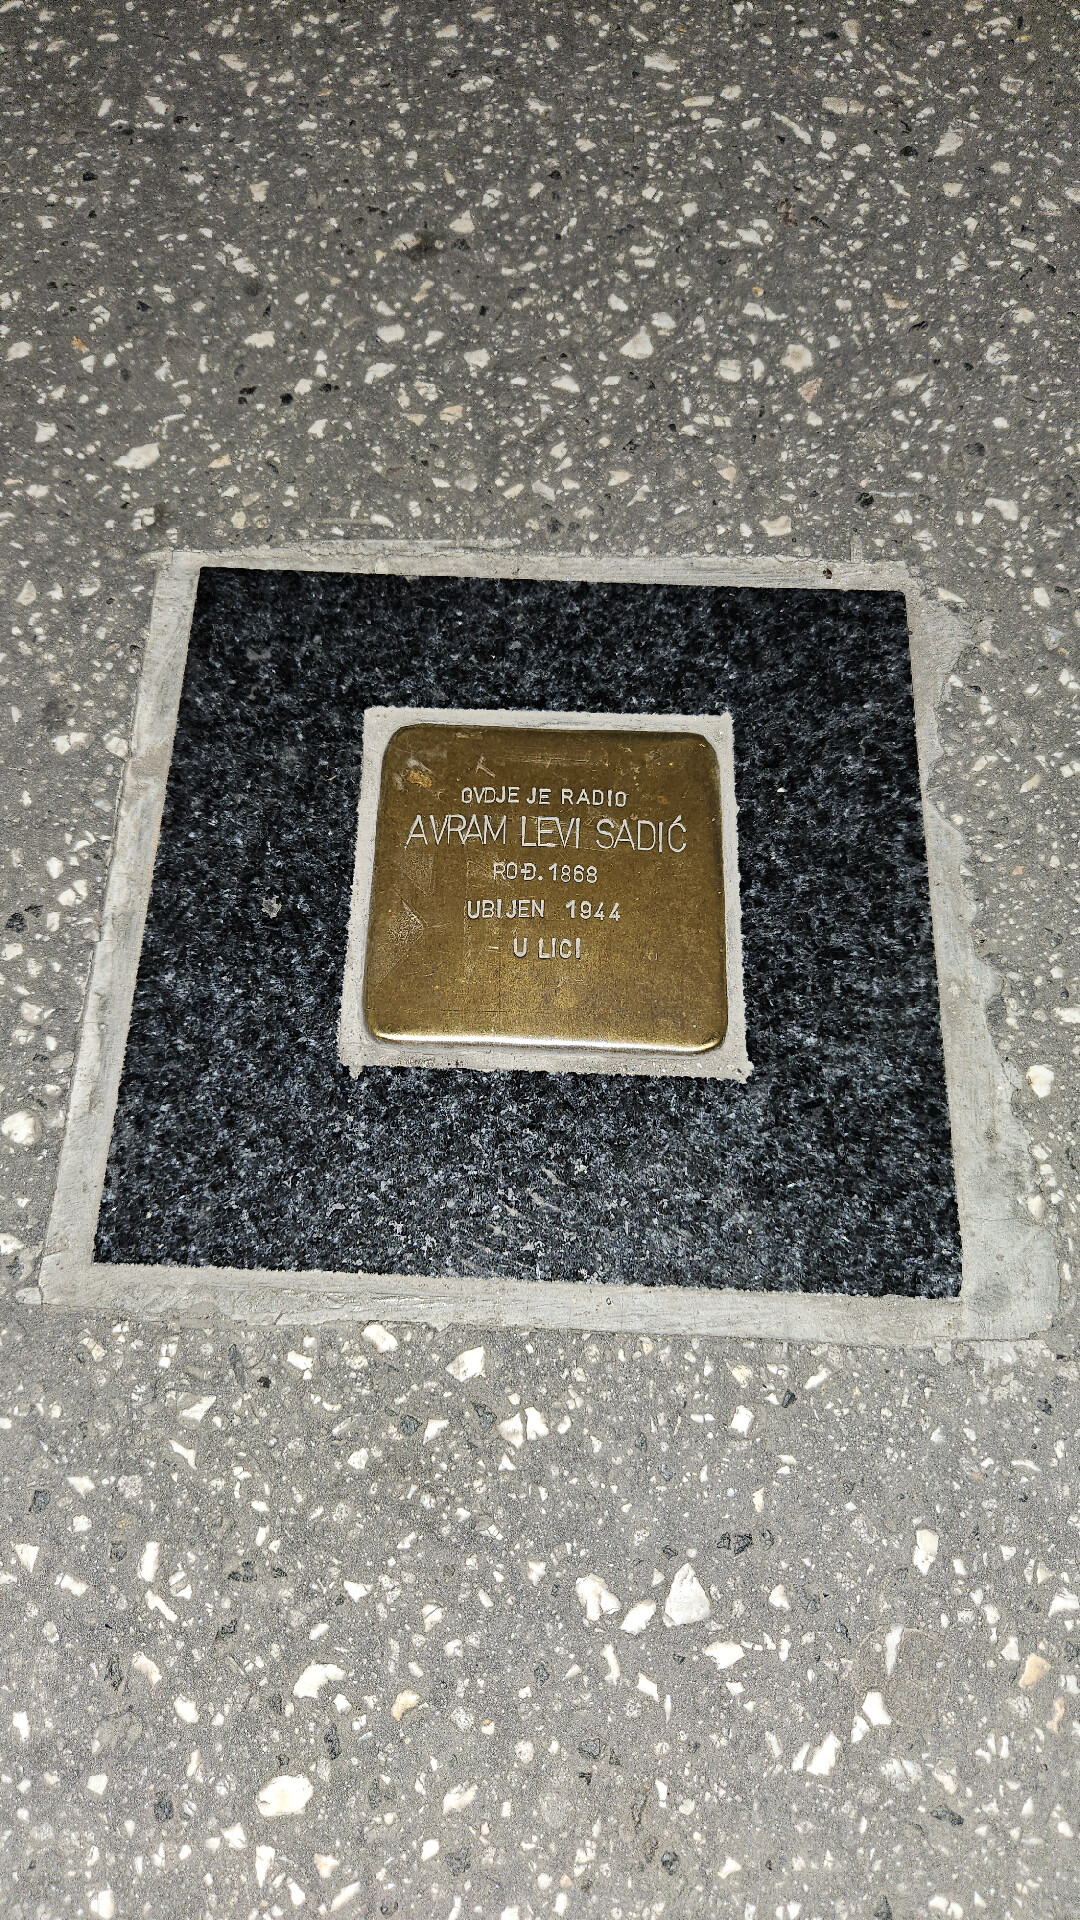 OVDJE JE RADIO
AVRAM LEVI SADIĆ
ROĐ. 1868
UBIJEN 1944
U LICI